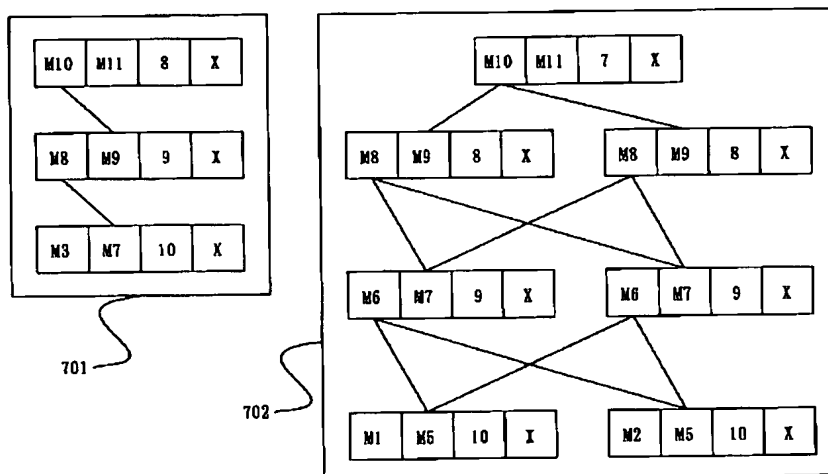 M10 M11 8 X
M8 M9 9 X
M3 M7 10 X
701
M10 M11 7 X
M8 M9 8 X M8 M9 8 X
M6 M7 9 X M6 M7 9 X
M1 M5 10 X M2 M5 10 X
702